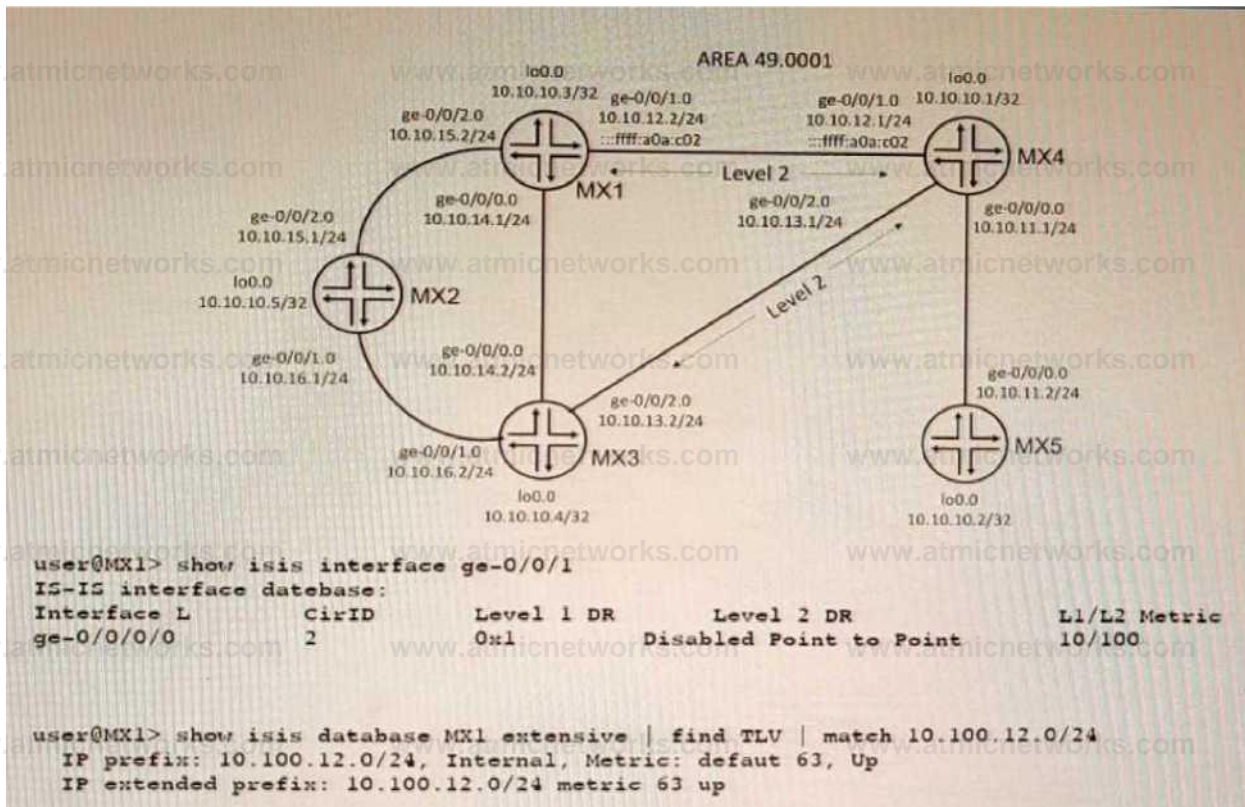 AREA 49.0001
lo0.0
10.10.10.3/32
ge-0/0/2.0
10.10.15.2/24
ge-0/0/1.0
10.10.12.2/24
:::ffff:a0a:c02
ge-0/0/1.0
10.10.12.1/24
:::ffff:a0a:c02
lo0.0
10.10.10.1/32
MX4
MX1
Level 2
ge-0/0/0.0
10.10.14.1/24
ge-0/0/2.0
10.10.13.1/24
ge-0/0/0.0
10.10.11.1/24
ge-0/0/2.0
10.10.15.1/24
lo0.0
10.10.10.5/32
MX2
Level 2
ge-0/0/1.0
10.10.16.1/24
ge-0/0/0.0
10.10.14.2/24
ge-0/0/2.0
10.10.13.2/24
ge-0/0/0.0
10.10.11.2/24
ge-0/0/1.0
10.10.16.2/24
MX3
MX5
lo0.0
10.10.10.4/32
lo0.0
10.10.10.2/32
user@MX1> show isis interface ge-0/0/1
IS-IS interface datebase:
Interface L CirID Level 1 DR Level 2 DR L1/L2 Metric
ge-0/0/0/0 2 0x1 Disabled Point to Point 10/100
user@MX1> show isis database MX1 extensive | find TLV | match 10.100.12.0/24
IP prefix: 10.100.12.0/24, Internal, Metric: defaut 63, Up
IP extended prefix: 10.100.12.0/24 metric 63 up
www.atmicnetworks.com